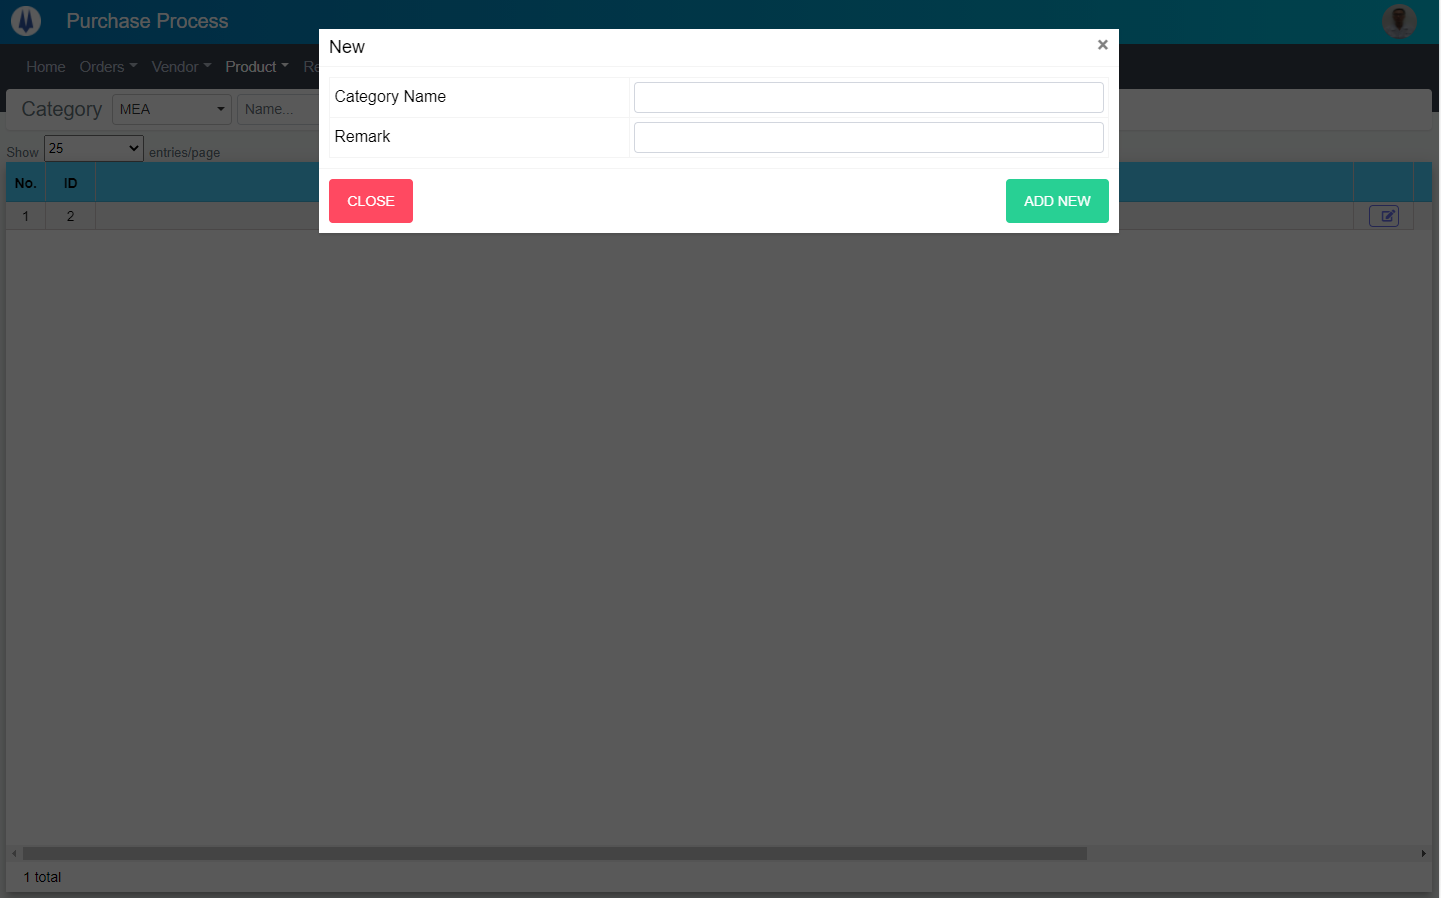 Purchase Process
New
×
Home Orders Vendor Product Re
Category MEA Name...
Category Name
Remark
Show 25 entries/page
No. ID
CLOSE ADD NEW
1 2
1 total